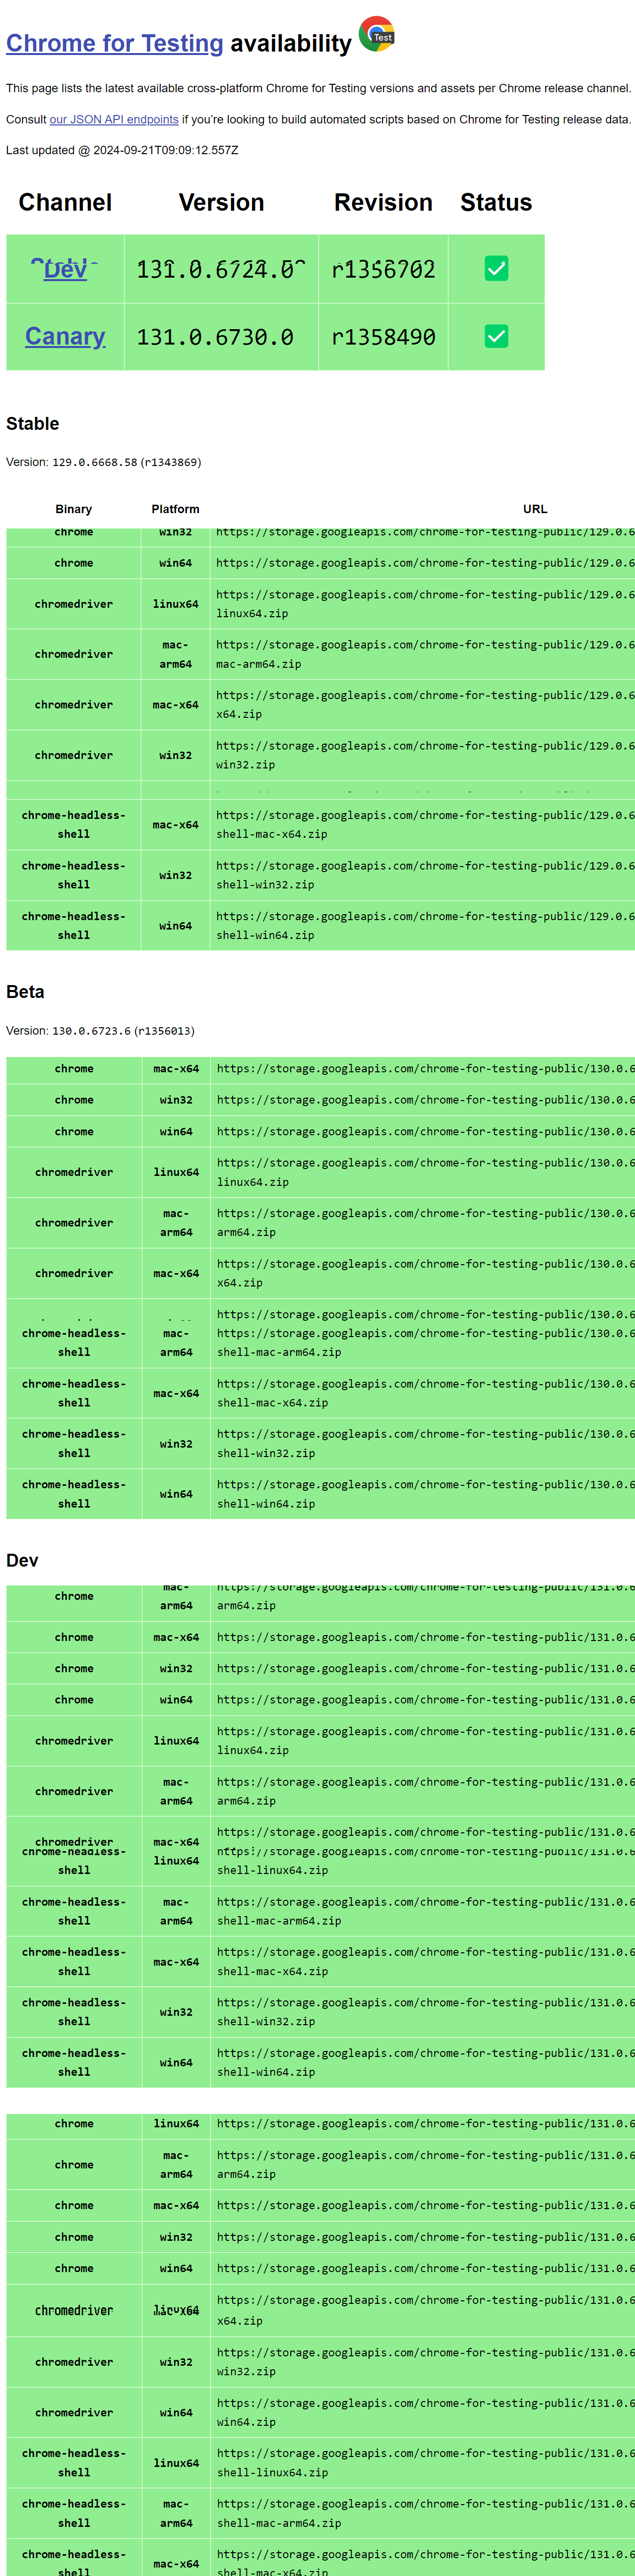 Chrome for Testing availability
Test
This page lists the latest available cross-platform Chrome for Testing versions and assets per Chrome release channel.
Consult our JSON API endpoints if you’re looking to build automated scripts based on Chrome for Testing release data.
Last updated @ 2024-09-21T09:09:12.557Z
Channel Version Revision Status
Dev 131.0.6724.0 r1356702 ✅
Canary 131.0.6730.0 r1358490 ✅
Stable
Version: 129.0.6668.58 (r1343869)
Binary Platform URL
chrome win32 https://storage.googleapis.com/chrome-for-testing-public/129.0.6
chrome win64 https://storage.googleapis.com/chrome-for-testing-public/129.0.6
chromedriver linux64 https://storage.googleapis.com/chrome-for-testing-public/129.0.6
linux64.zip
chromedriver mac- https://storage.googleapis.com/chrome-for-testing-public/129.0.6
arm64 mac-arm64.zip
chromedriver mac-x64 https://storage.googleapis.com/chrome-for-testing-public/129.0.6
x64.zip
chromedriver win32 https://storage.googleapis.com/chrome-for-testing-public/129.0.6
win32.zip
chrome-headless- mac-x64 https://storage.googleapis.com/chrome-for-testing-public/129.0.6
shell shell-mac-x64.zip
chrome-headless- win32 https://storage.googleapis.com/chrome-for-testing-public/129.0.6
shell shell-win32.zip
chrome-headless- win64 https://storage.googleapis.com/chrome-for-testing-public/129.0.6
shell shell-win64.zip
Beta
Version: 130.0.6723.6 (r1356013)
chrome mac-x64 https://storage.googleapis.com/chrome-for-testing-public/130.0.6
chrome win32 https://storage.googleapis.com/chrome-for-testing-public/130.0.6
chrome win64 https://storage.googleapis.com/chrome-for-testing-public/130.0.6
chromedriver linux64 https://storage.googleapis.com/chrome-for-testing-public/130.0.6
linux64.zip
chromedriver mac- https://storage.googleapis.com/chrome-for-testing-public/130.0.6
arm64 arm64.zip
chromedriver mac-x64 https://storage.googleapis.com/chrome-for-testing-public/130.0.6
x64.zip
https://storage.googleapis.com/chrome-for-testing-public/130.0.6
chrome-headless- mac- https://storage.googleapis.com/chrome-for-testing-public/130.0.6
shell arm64 shell-mac-arm64.zip
chrome-headless- mac-x64 https://storage.googleapis.com/chrome-for-testing-public/130.0.6
shell shell-mac-x64.zip
chrome-headless- win32 https://storage.googleapis.com/chrome-for-testing-public/130.0.6
shell shell-win32.zip
chrome-headless- win64 https://storage.googleapis.com/chrome-for-testing-public/130.0.6
shell shell-win64.zip
Dev
chrome mac- https://storage.googleapis.com/chrome-for-testing-public/131.0.6
arm64 arm64.zip
chrome mac-x64 https://storage.googleapis.com/chrome-for-testing-public/131.0.6
chrome win32 https://storage.googleapis.com/chrome-for-testing-public/131.0.6
chrome win64 https://storage.googleapis.com/chrome-for-testing-public/131.0.6
chromedriver linux64 https://storage.googleapis.com/chrome-for-testing-public/131.0.6
linux64.zip
chromedriver mac- https://storage.googleapis.com/chrome-for-testing-public/131.0.6
arm64 arm64.zip
chromedriver mac-x64 https://storage.googleapis.com/chrome-for-testing-public/131.0.6
chrome-headless- linux64 https://storage.googleapis.com/chrome-for-testing-public/131.0.6
shell shell-linux64.zip
chrome-headless- mac- https://storage.googleapis.com/chrome-for-testing-public/131.0.6
shell arm64 shell-mac-arm64.zip
chrome-headless- mac-x64 https://storage.googleapis.com/chrome-for-testing-public/131.0.6
shell shell-mac-x64.zip
chrome-headless- win32 https://storage.googleapis.com/chrome-for-testing-public/131.0.6
shell shell-win32.zip
chrome-headless- win64 https://storage.googleapis.com/chrome-for-testing-public/131.0.6
shell shell-win64.zip
chrome linux64 https://storage.googleapis.com/chrome-for-testing-public/131.0.6
chrome mac- https://storage.googleapis.com/chrome-for-testing-public/131.0.6
arm64 arm64.zip
chrome mac-x64 https://storage.googleapis.com/chrome-for-testing-public/131.0.6
chrome win32 https://storage.googleapis.com/chrome-for-testing-public/131.0.6
chrome win64 https://storage.googleapis.com/chrome-for-testing-public/131.0.6
chromedriver https://storage.googleapis.com/chrome-for-testing-public/131.0.6
x64.zip
chromedriver win32 https://storage.googleapis.com/chrome-for-testing-public/131.0.6
win32.zip
chromedriver win64 https://storage.googleapis.com/chrome-for-testing-public/131.0.6
win64.zip
chrome-headless- linux64 https://storage.googleapis.com/chrome-for-testing-public/131.0.6
shell shell-linux64.zip
chrome-headless- mac- https://storage.googleapis.com/chrome-for-testing-public/131.0.6
shell arm64 shell-mac-arm64.zip
chrome-headless- mac-x64 https://storage.googleapis.com/chrome-for-testing-public/131.0.6
shell shell-mac-x64.zip